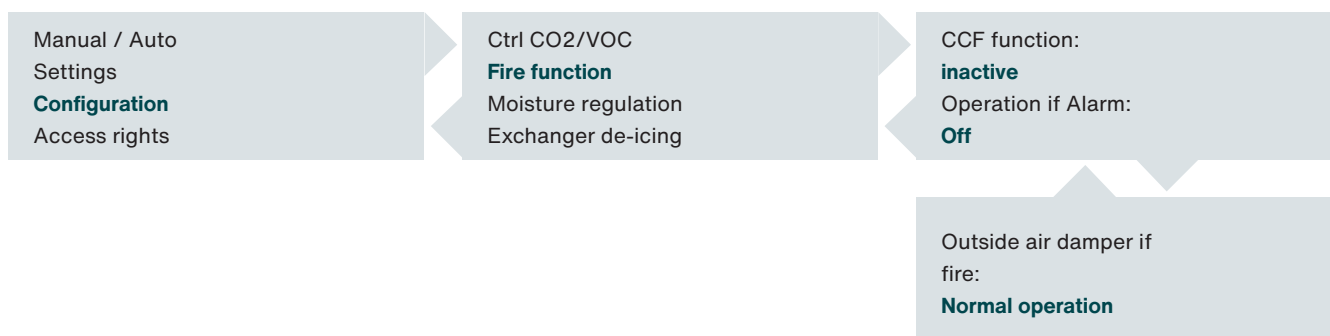 Manual / Auto
Settings
Configuration
Access rights
Ctrl CO2/VOC
Fire function
Moisture regulation
Exchanger de-icing
CCF function:
inactive
Operation if Alarm:
Off
Outside air damper if
fire:
Normal operation